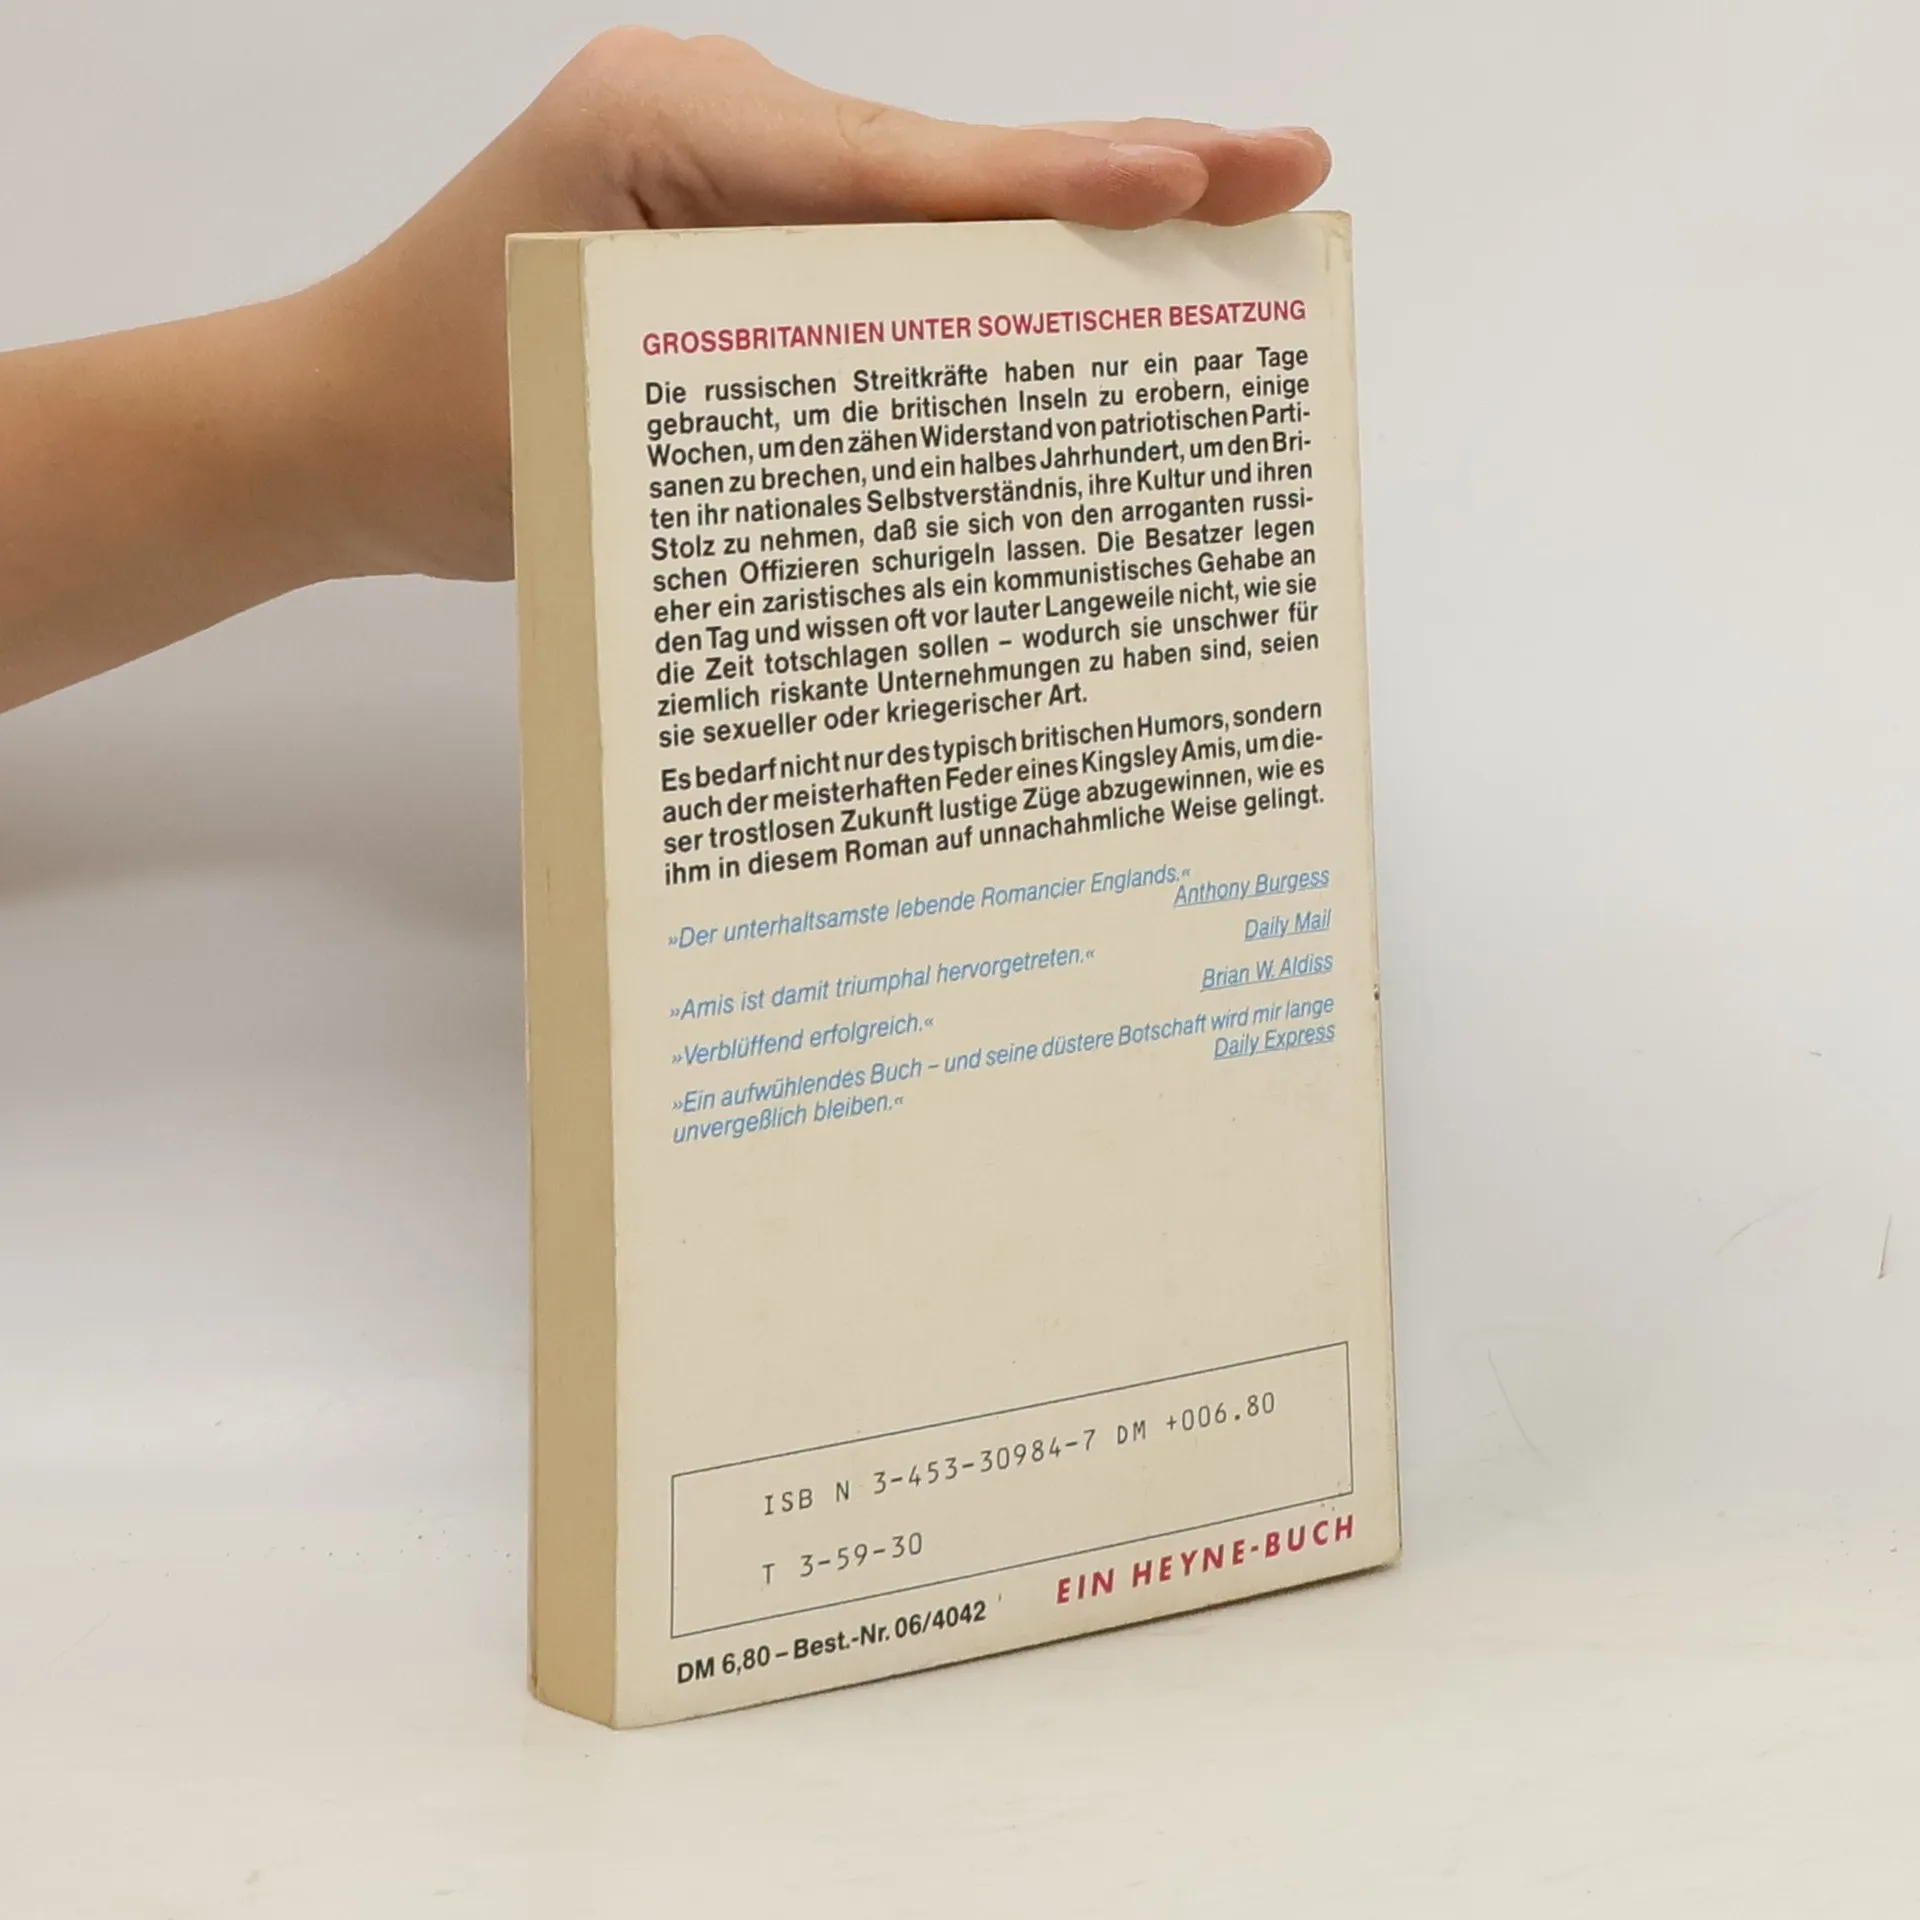 GROSSBRITANNIEN UNTER SOWJETISCHER BESATZUNG
Die russischen Streitkräfte haben nur ein paar Tage
gebraucht, um die britischen Inseln zu erobern, einige
Wochen, um den zähen Widerstand von patriotischen Parti-
sanen zu brechen, und ein halbes Jahrhundert, um den Bri-
ten ihr nationales Selbstverständnis, ihre Kultur und ihren
Stolz zu nehmen, daß sie sich von den arroganten russi-
schen Offizieren schurigeln lassen. Die Besatzer legen
eher ein zaristisches als ein kommunistisches Gehabe an
den Tag und wissen oft vor lauter Langeweile nicht, wie sie
die Zeit totschlagen sollen – wodurch sie unschwer für
ziemlich riskante Unternehmungen zu haben sind, seien
sie sexueller oder kriegerischer Art.
Es bedarf nicht nur des typisch britischen Humors, sondern
auch der meisterhaften Feder eines Kingsley Amis, um die-
ser trostlosen Zukunft lustige Züge abzugewinnen, wie es
ihm in diesem Roman auf unnachahmliche Weise gelingt.
»Der unterhaltsamste lebende Romancier Englands.«
Anthony Burgess
»Amis ist damit triumphal hervorgetreten.«
Daily Mail
»Verblüffend erfolgreich.«
Brian W. Aldiss
»Ein aufwühlendes Buch – und seine düstere Botschaft wird mir lange
unvergeßlich bleiben.«
Daily Express
ISB N 3-453-30984-7 DM +006.80
T 3-59-30
DM 6,80 – Best.-Nr. 06/4042
EIN HEYNE-BUCH